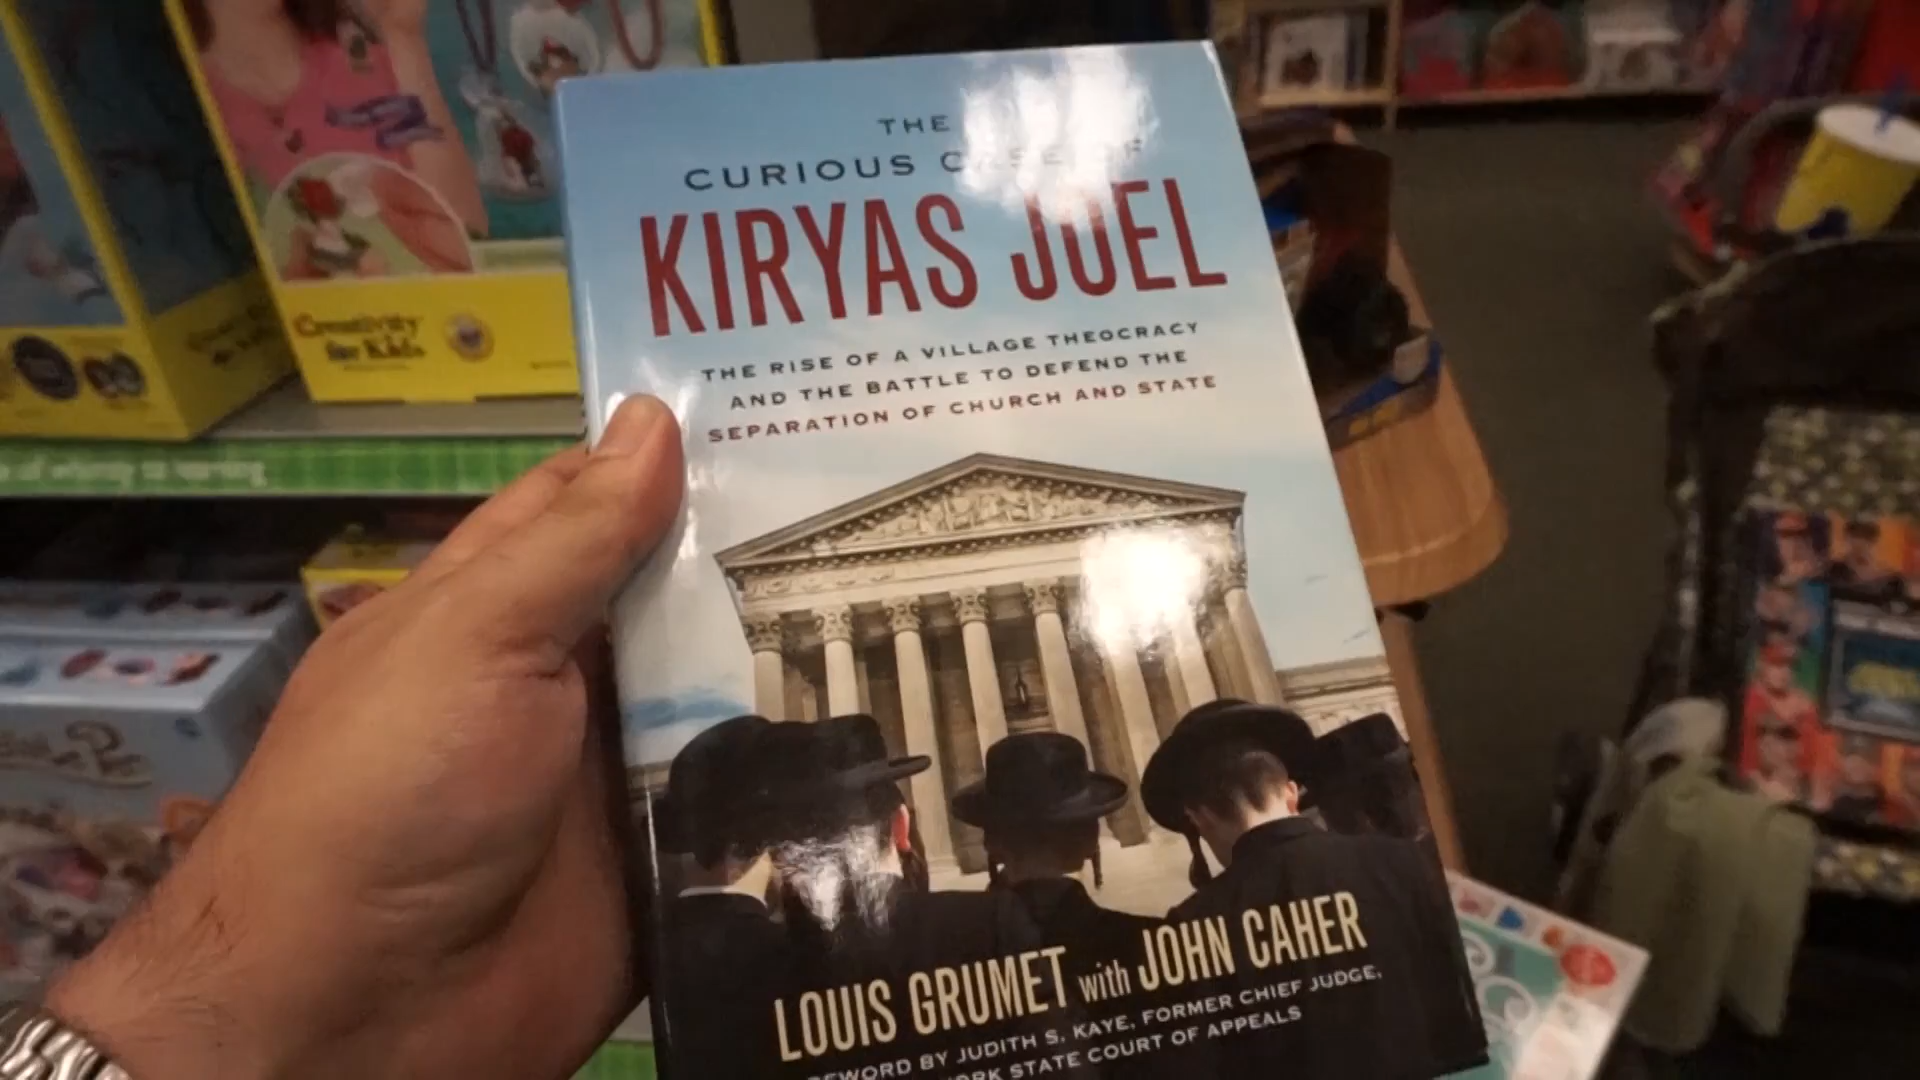 THE
CURIOUS CASE OF
KIRYAS JOEL
THE RISE OF A VILLAGE THEOCRACY
AND THE BATTLE TO DEFEND THE
SEPARATION OF CHURCH AND STATE
LOUIS GRUMET with JOHN CAHER
BY JUDITH S. KAYE, FORMER CHIEF JUDGE,
STATE COURT OF APPEALS
Creativity
for Kids